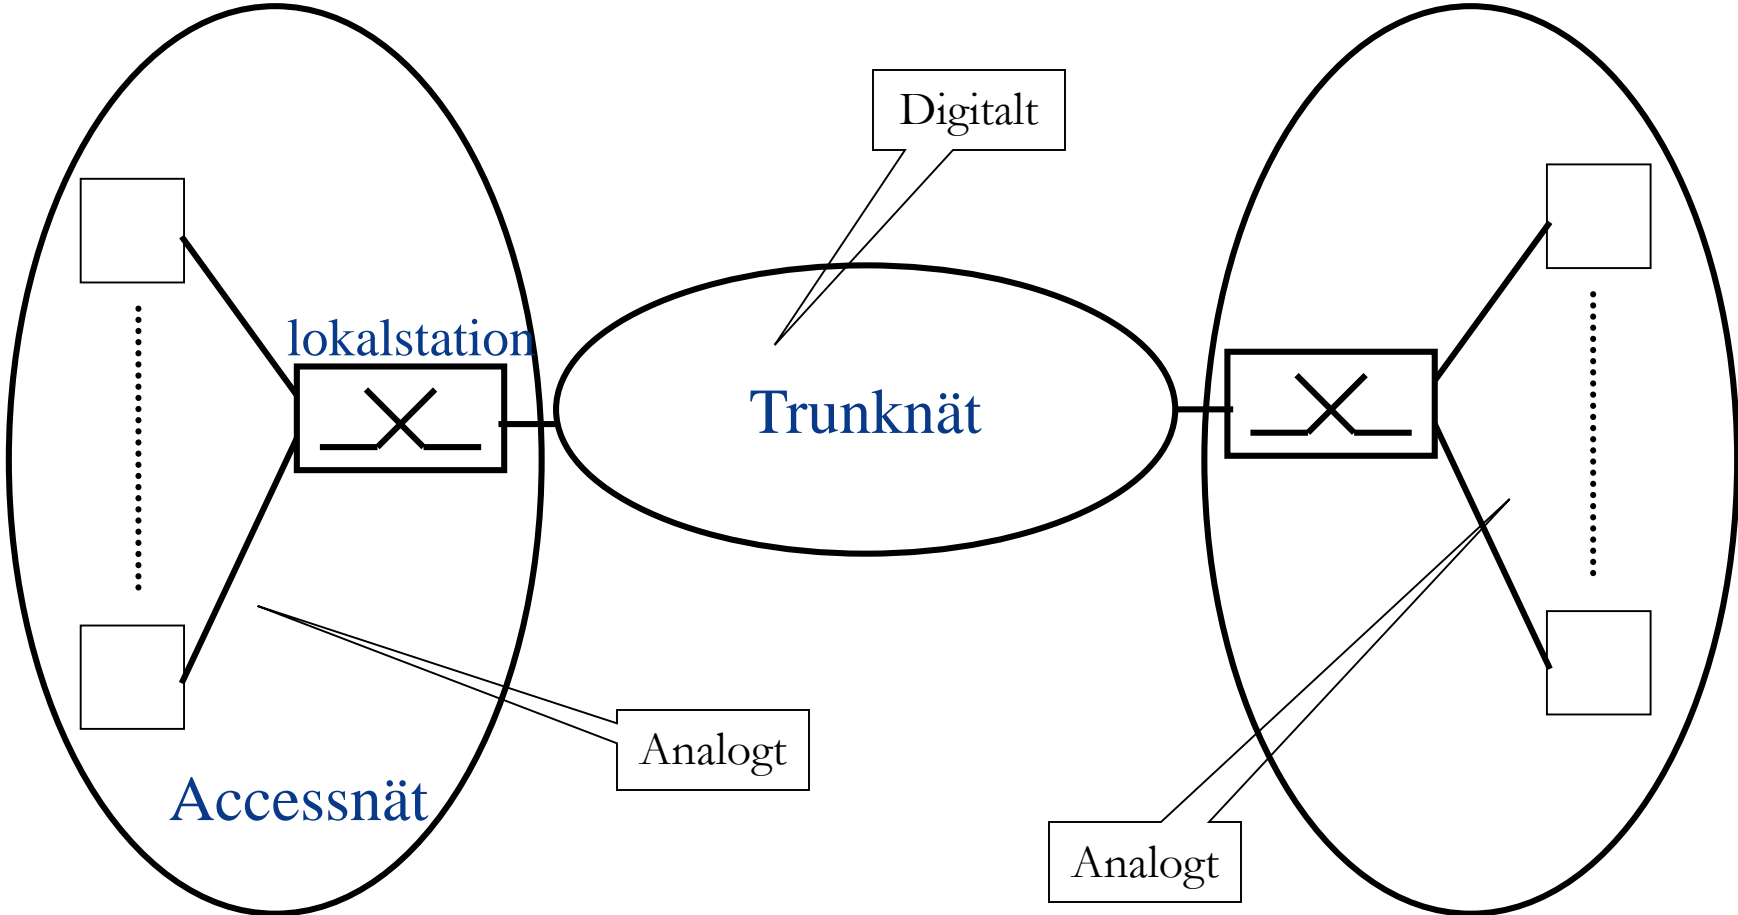 Digitalt
lokalstation
Trunknät
Analogt
Accessnät
Analogt